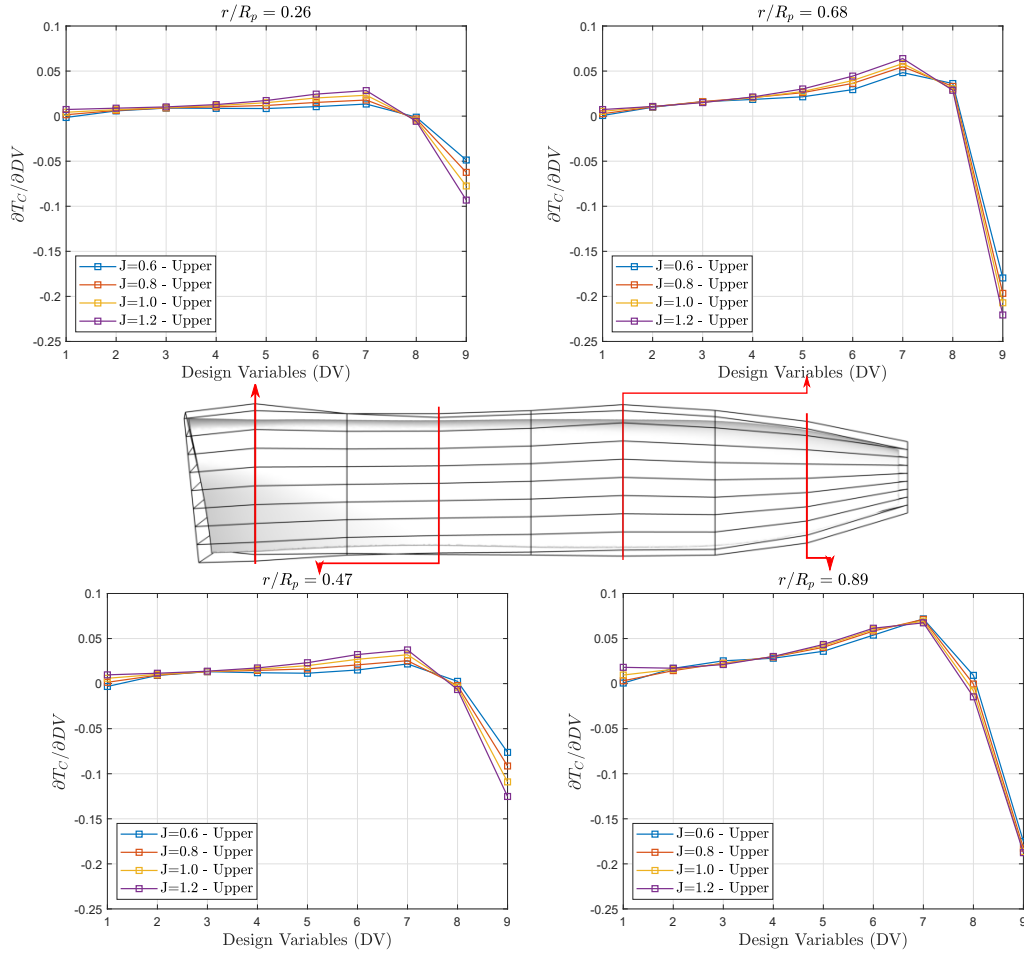 r/R_p = 0.26
0.1
0.05
0
-0.05
-0.1
-0.15
-0.2
-0.25
∂T_C/∂DV
J=0.6 - Upper
J=0.8 - Upper
J=1.0 - Upper
J=1.2 - Upper
1 2 3 4 5 6 7 8 9
Design Variables (DV)
r/R_p = 0.68
0.1
0.05
0
-0.05
-0.1
-0.15
-0.2
-0.25
∂T_C/∂DV
J=0.6 - Upper
J=0.8 - Upper
J=1.0 - Upper
J=1.2 - Upper
1 2 3 4 5 6 7 8 9
Design Variables (DV)
r/R_p = 0.47
0.1
0.05
0
-0.05
-0.1
-0.15
-0.2
-0.25
∂T_C/∂DV
J=0.6 - Upper
J=0.8 - Upper
J=1.0 - Upper
J=1.2 - Upper
1 2 3 4 5 6 7 8 9
Design Variables (DV)
r/R_p = 0.89
0.1
0.05
0
-0.05
-0.1
-0.15
-0.2
-0.25
∂T_C/∂DV
J=0.6 - Upper
J=0.8 - Upper
J=1.0 - Upper
J=1.2 - Upper
1 2 3 4 5 6 7 8 9
Design Variables (DV)